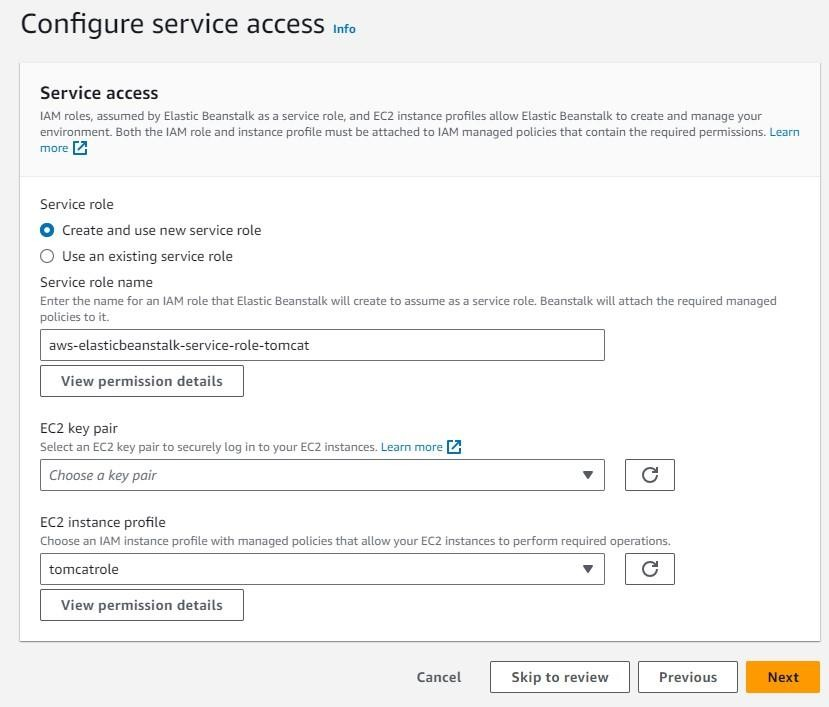 Configure service access Info
Service access
IAM roles, assumed by Elastic Beanstalk as a service role, and EC2 instance profiles allow Elastic Beanstalk to create and manage your
environment. Both the IAM role and instance profile must be attached to IAM managed policies that contain the required permissions. Learn
more
Service role
Create and use new service role
Use an existing service role
Service role name
Enter the name for an IAM role that Elastic Beanstalk will create to assume as a service role. Beanstalk will attach the required managed
policies to it.
aws-elasticbeanstalk-service-role-tomcat
View permission details
EC2 key pair
Select an EC2 key pair to securely log in to your EC2 instances. Learn more
Choose a key pair
EC2 instance profile
Choose an IAM instance profile with managed policies that allow your EC2 instances to perform required operations.
tomcatrole
View permission details
Cancel Skip to review Previous Next